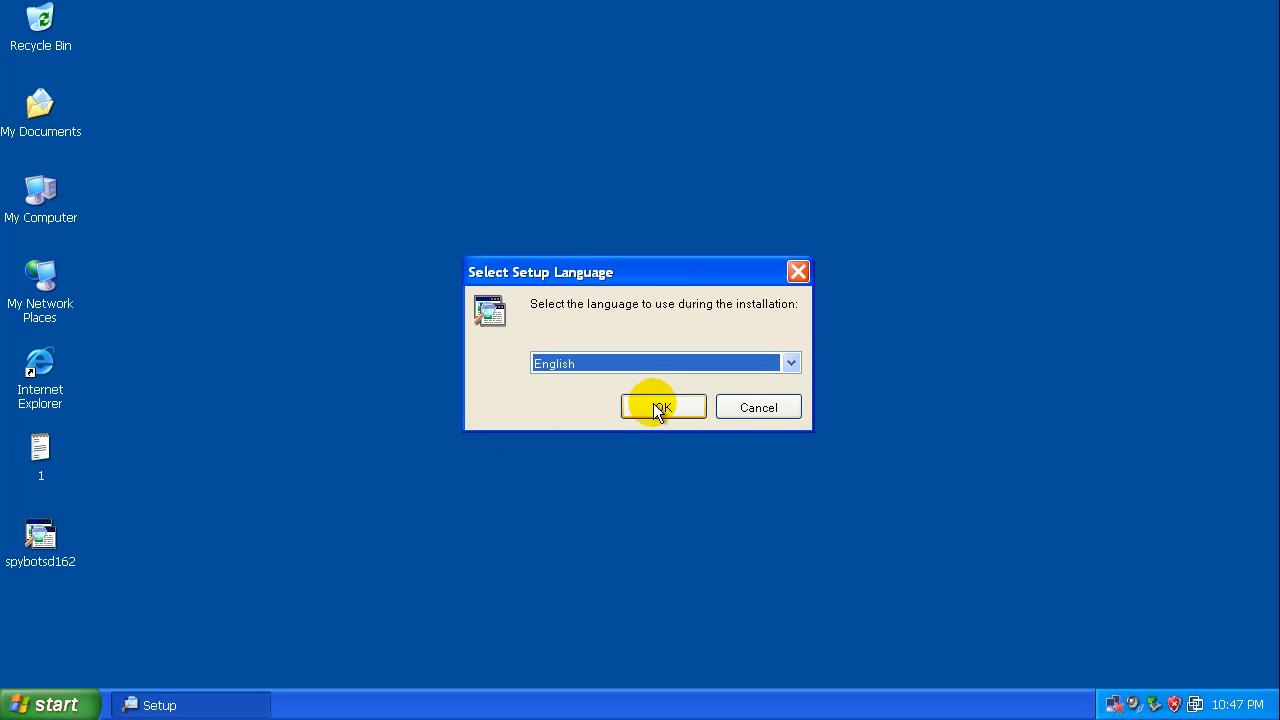 Recycle Bin
My Documents
My Computer
My Network
Places
Internet
Explorer
1
spybotsd162
Select Setup Language
Select the language to use during the installation:
English
OK
Cancel
start
Setup
10:47 PM